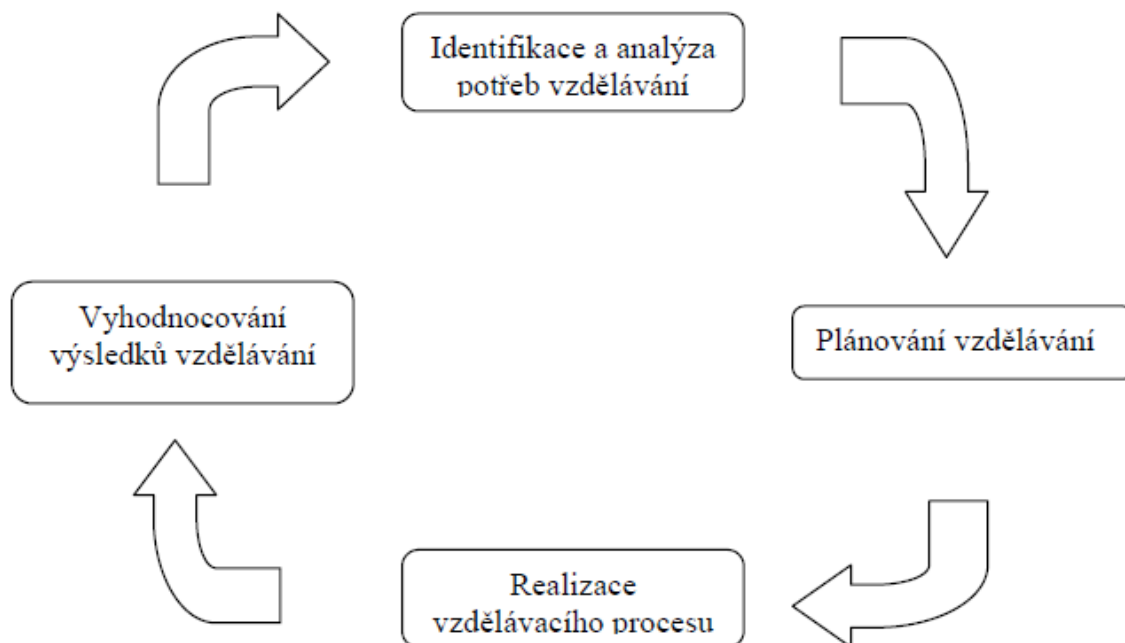 Identifikace a analýza
potřeb vzdělávání
Plánování vzdělávání
Realizace
vzdělávacího procesu
Vyhodnocování
výsledků vzdělávání